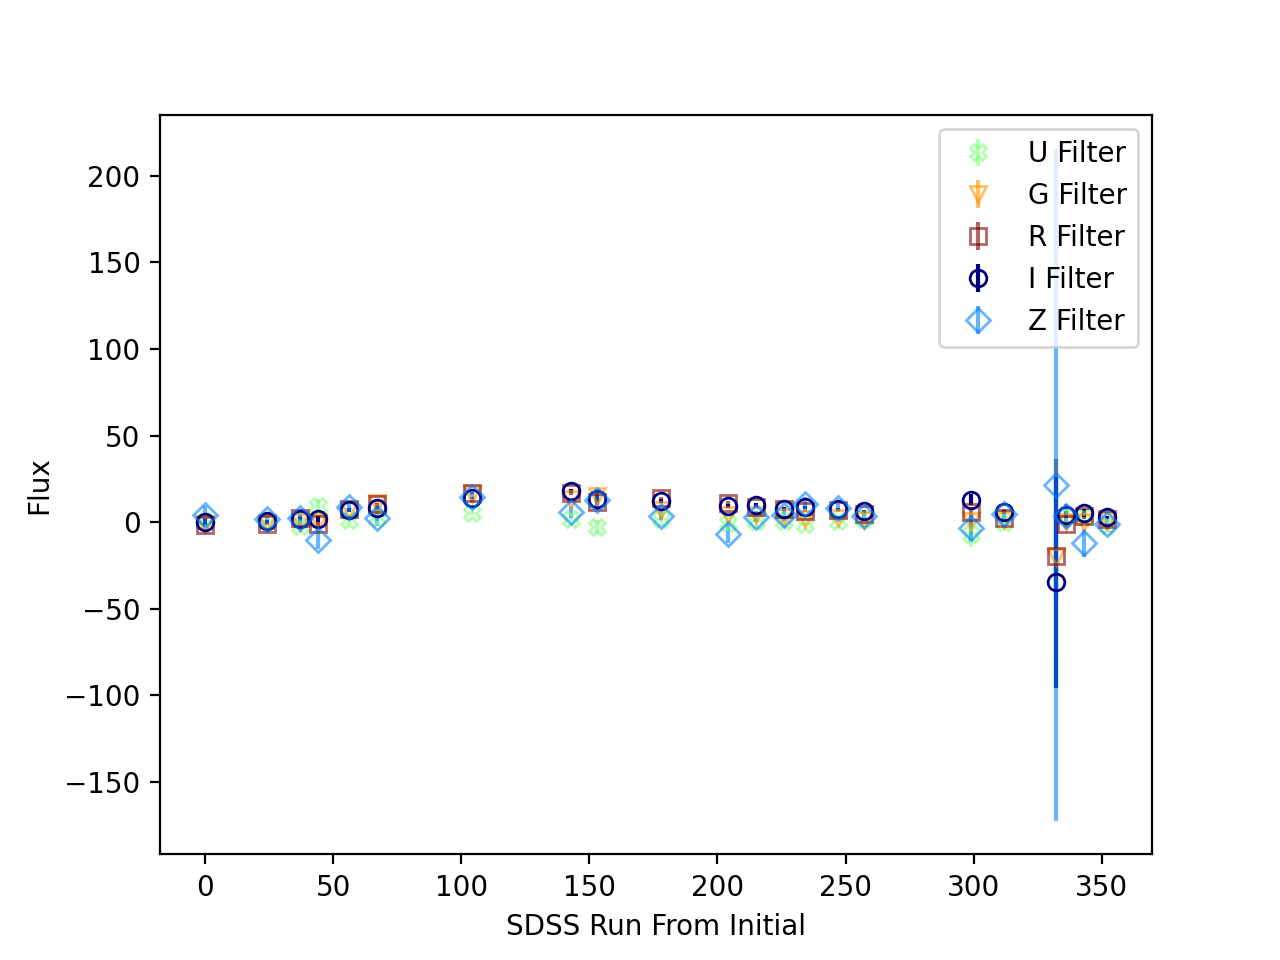 U Filter
G Filter
R Filter
I Filter
Z Filter
200
150
100
50
0
−50
−100
−150
Flux
0 50 100 150 200 250 300 350
SDSS Run From Initial